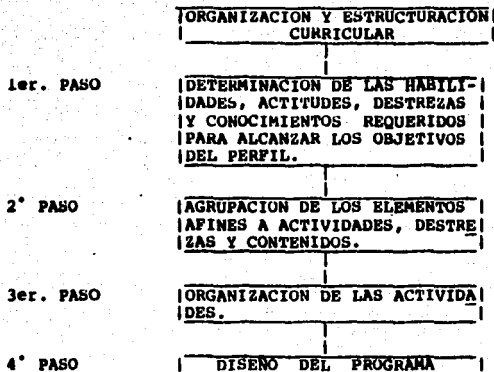 ORGANIZACION Y ESTRUCTURACION
CURRICULAR
1er. PASO
DETERMINACION DE LAS HABILI-
DADES, ACTITUDES, DESTREZAS
Y CONOCIMIENTOS REQUERIDOS
PARA ALCANZAR LOS OBJETIVOS
DEL PERFIL.
2° PASO
AGRUPACION DE LOS ELEMENTOS
AFINES A ACTIVIDADES, DESTRE
ZAS Y CONTENIDOS.
3er. PASO
ORGANIZACION DE LAS ACTIVIDA
DES.
4° PASO
DISEÑO DEL PROGRAMA